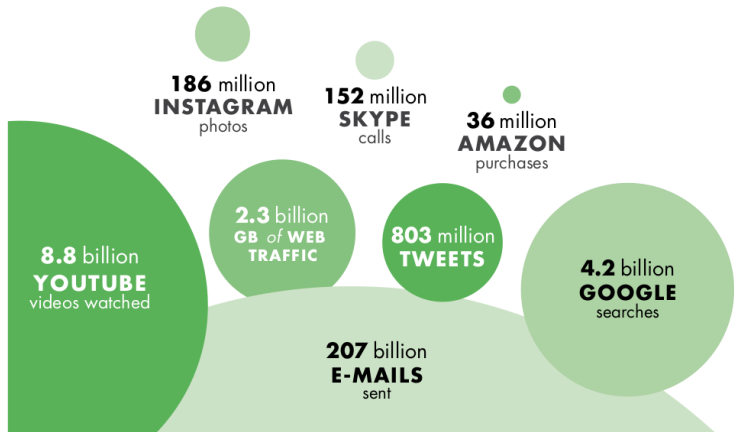 186 million
INSTAGRAM
photos
152 million
SKYPE
calls
36 million
AMAZON
purchases
8.8 billion
YOUTUBE
videos watched
2.3 billion
GB of WEB
TRAFFIC
803 million
TWEETS
4.2 billion
GOOGLE
searches
207 billion
E-MAILS
sent